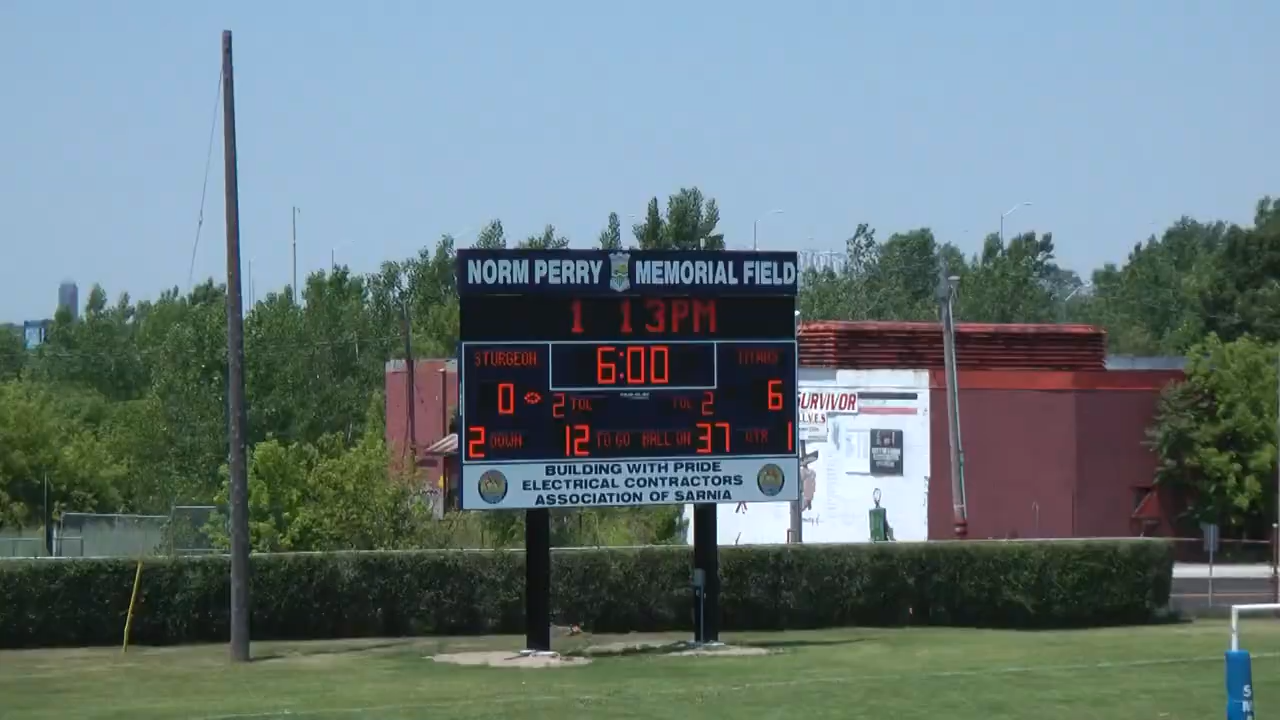 NORM PERRY MEMORIAL FIELD
1 13PM
STURGEON 6:00 TITANS
0 2 TOL TOL 2 6
2 DOWN 12 TO GO BALL ON 37 QTR 1
BUILDING WITH PRIDE
ELECTRICAL CONTRACTORS
ASSOCIATION OF SARNIA
SURVIVOR